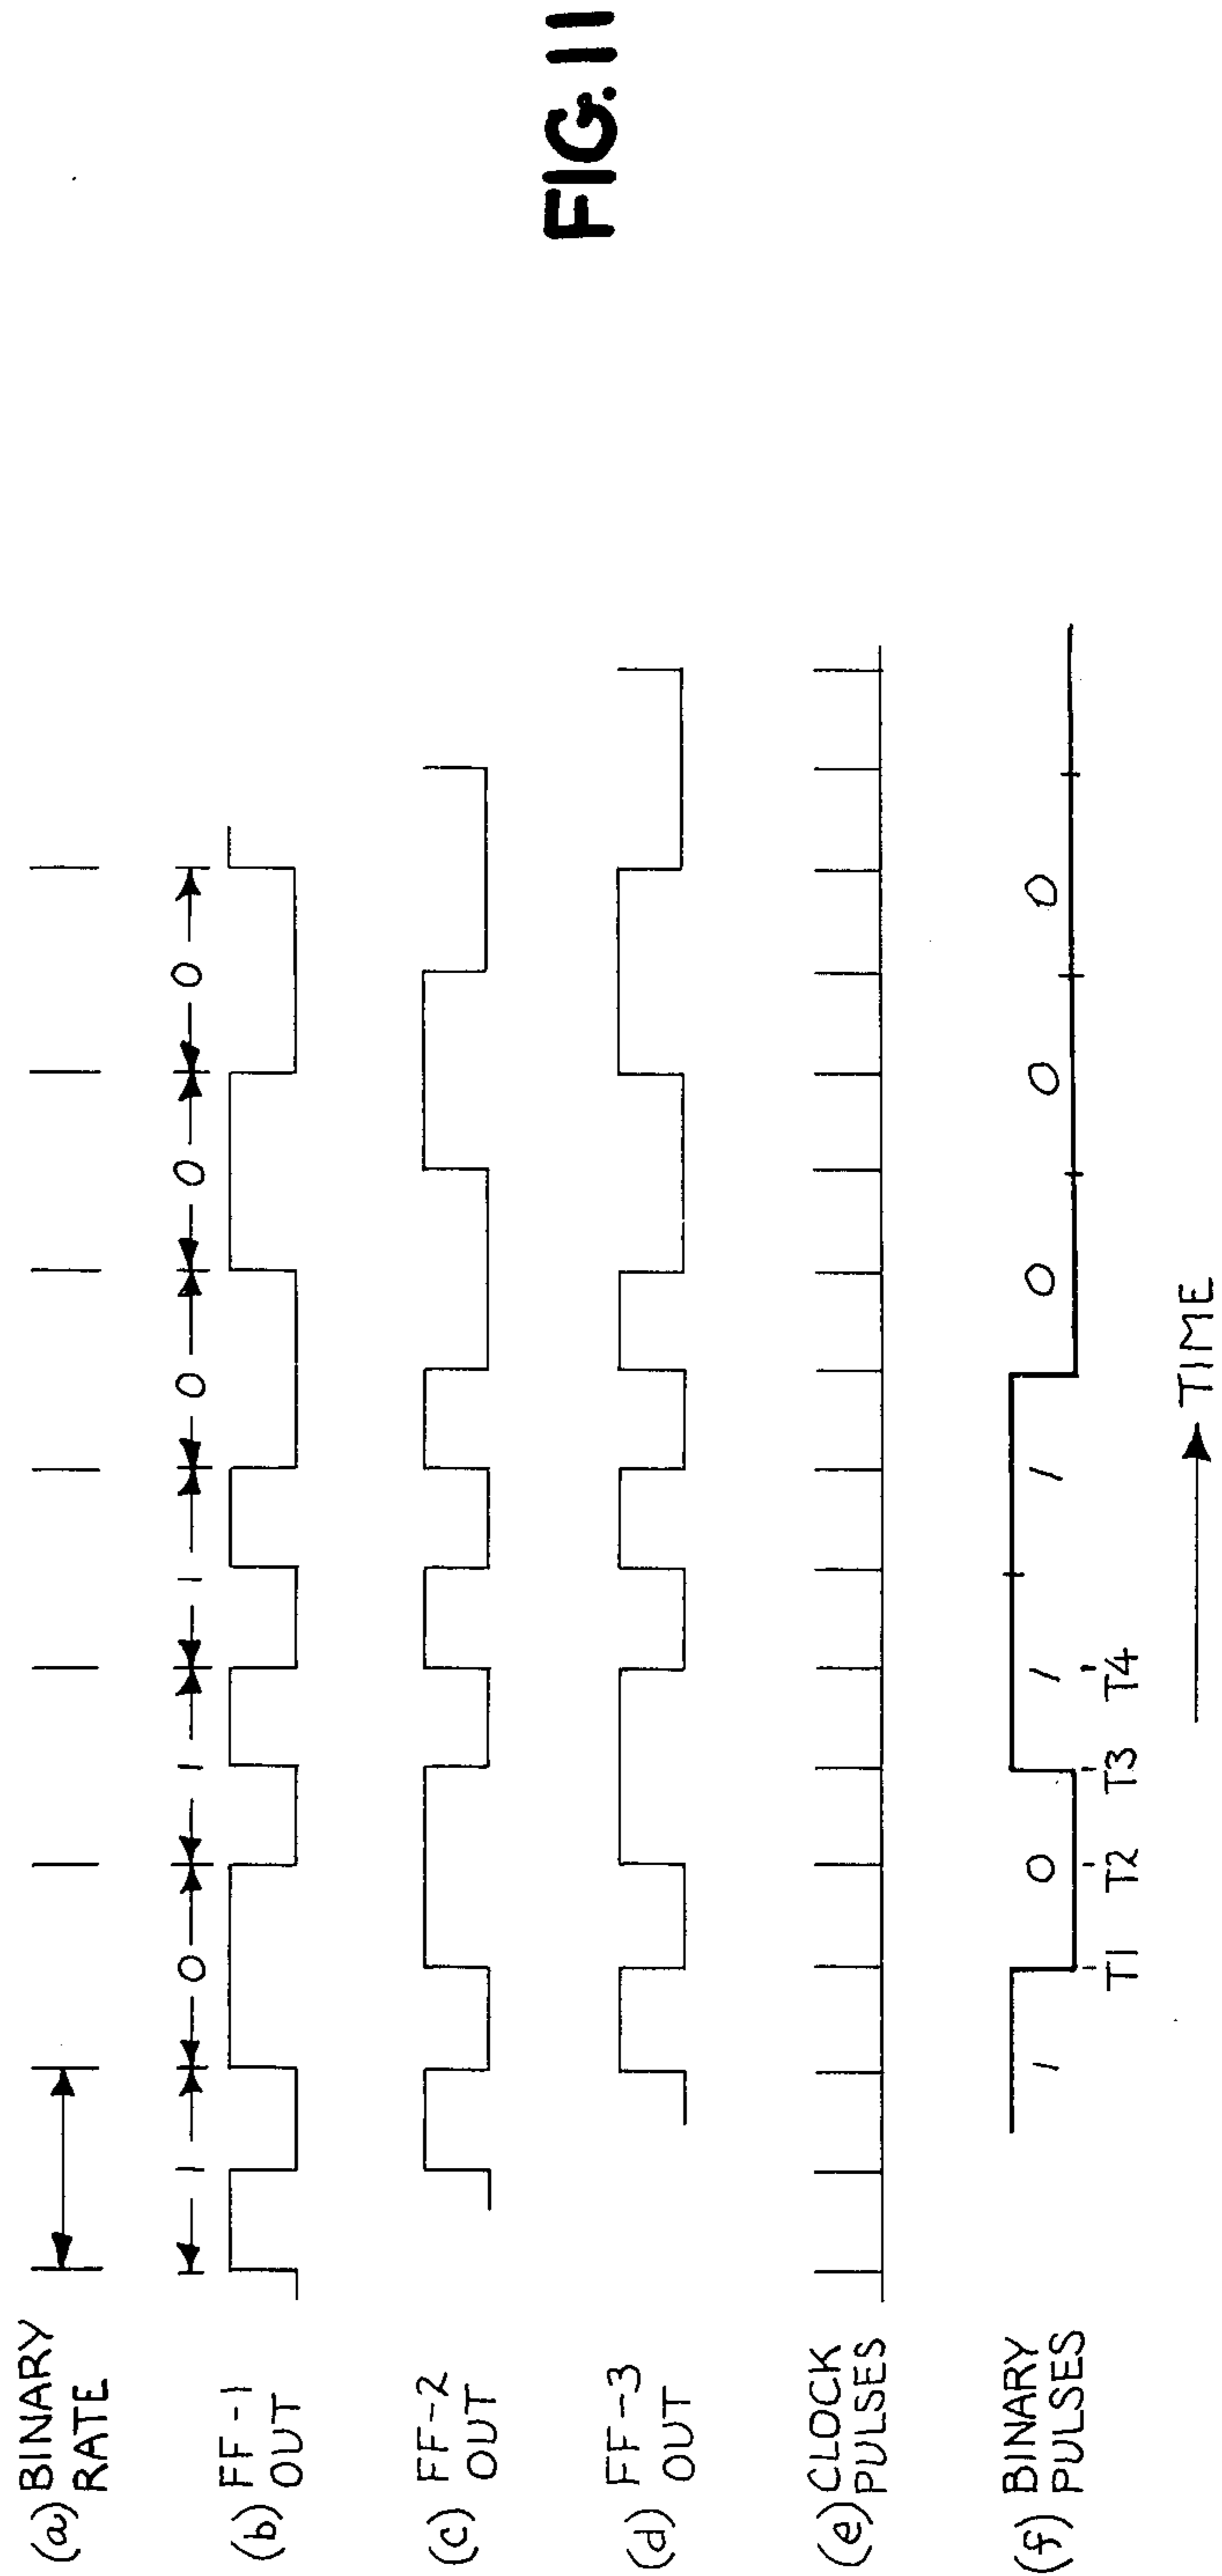 (a) BINARY
RATE
1 0 1 1 0 0 0
(b) FF-1
OUT
(c) FF-2
OUT
(d) FF-3
OUT
(e) CLOCK
PULSES
(f) BINARY
PULSES
1 0 1 1 0 0 0
T1 T2 T3 T4
TIME
FIG. 11